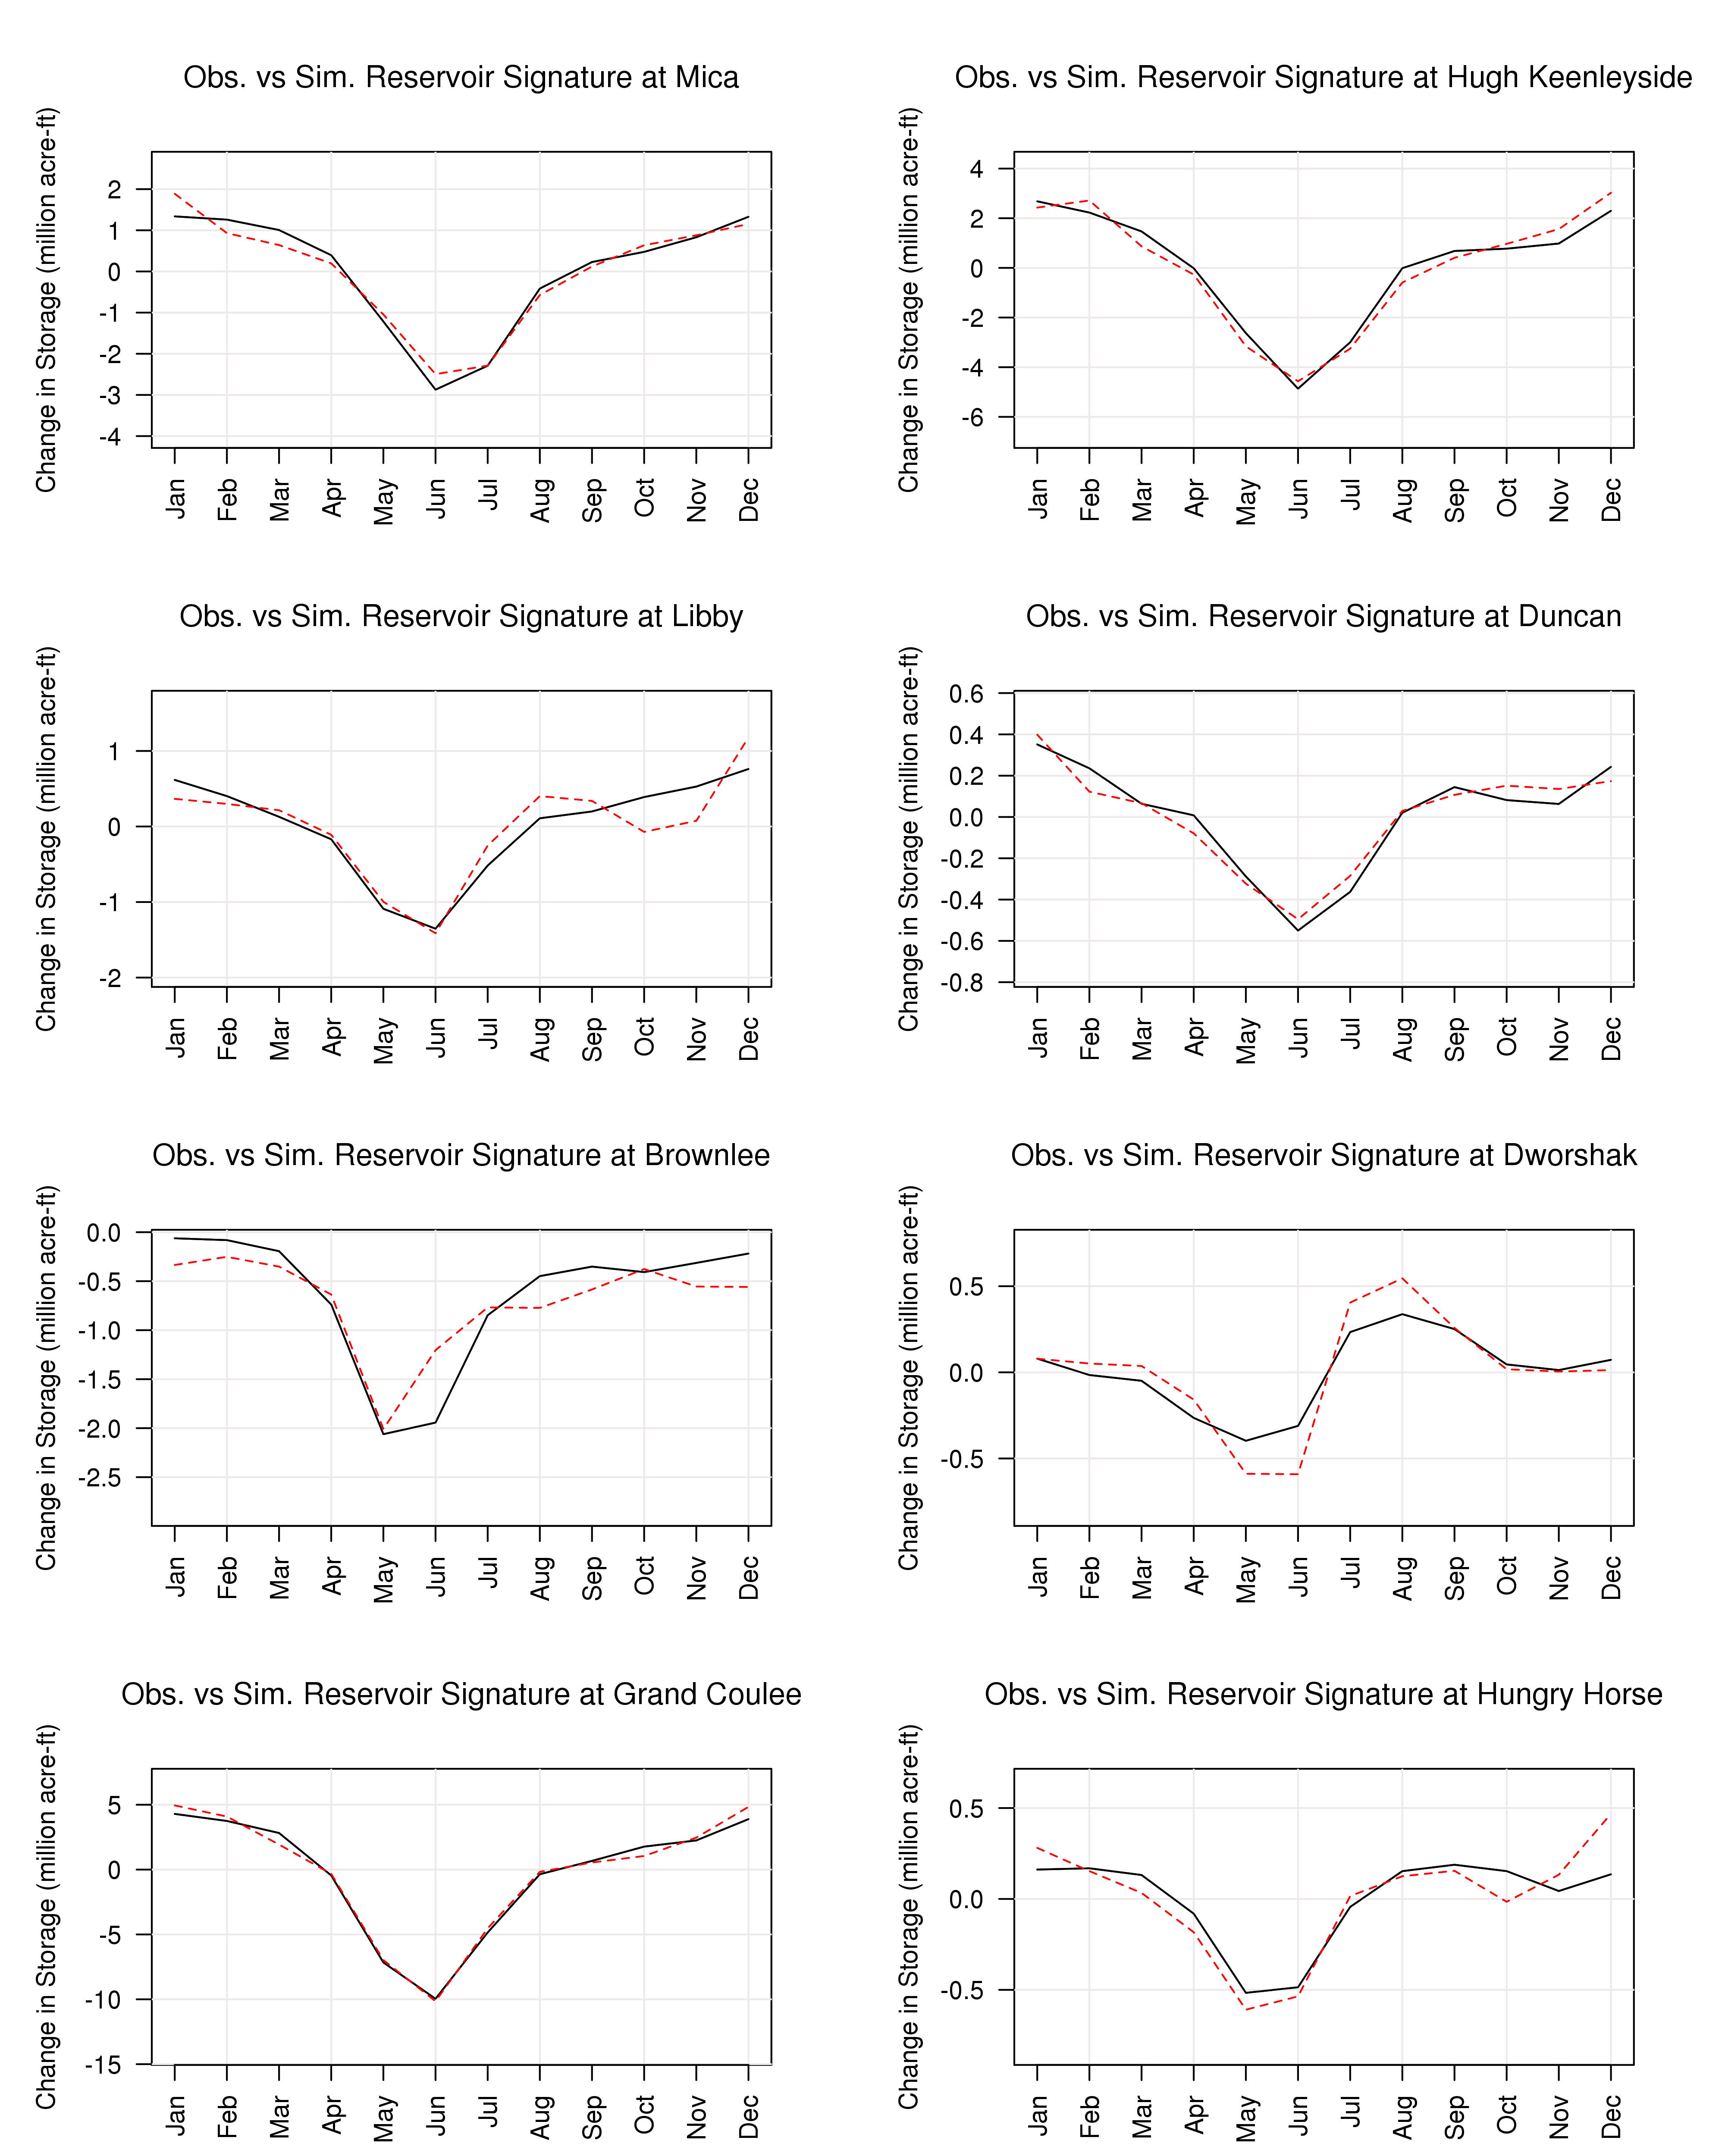 Obs. vs Sim. Reservoir Signature at Mica
Change in Storage (million acre-ft)
2
1
0
-1
-2
-3
-4
Jan Feb Mar Apr May Jun Jul Aug Sep Oct Nov Dec
Obs. vs Sim. Reservoir Signature at Hugh Keenleyside
Change in Storage (million acre-ft)
4
2
0
-2
-4
-6
Jan Feb Mar Apr May Jun Jul Aug Sep Oct Nov Dec
Obs. vs Sim. Reservoir Signature at Libby
Change in Storage (million acre-ft)
1
0
-1
-2
Jan Feb Mar Apr May Jun Jul Aug Sep Oct Nov Dec
Obs. vs Sim. Reservoir Signature at Duncan
Change in Storage (million acre-ft)
0.6
0.4
0.2
0.0
-0.2
-0.4
-0.6
-0.8
Jan Feb Mar Apr May Jun Jul Aug Sep Oct Nov Dec
Obs. vs Sim. Reservoir Signature at Brownlee
Change in Storage (million acre-ft)
0.0
-0.5
-1.0
-1.5
-2.0
-2.5
Jan Feb Mar Apr May Jun Jul Aug Sep Oct Nov Dec
Obs. vs Sim. Reservoir Signature at Dworshak
Change in Storage (million acre-ft)
0.5
0.0
-0.5
Jan Feb Mar Apr May Jun Jul Aug Sep Oct Nov Dec
Obs. vs Sim. Reservoir Signature at Grand Coulee
Change in Storage (million acre-ft)
5
0
-5
-10
-15
Jan Feb Mar Apr May Jun Jul Aug Sep Oct Nov Dec
Obs. vs Sim. Reservoir Signature at Hungry Horse
Change in Storage (million acre-ft)
0.5
0.0
-0.5
Jan Feb Mar Apr May Jun Jul Aug Sep Oct Nov Dec